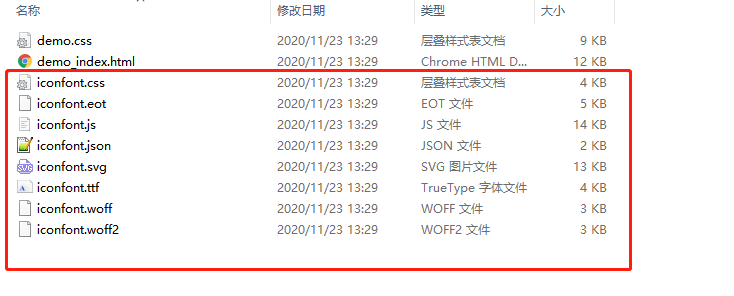 名称 修改日期 类型 大小
demo.css 2020/11/23 13:29 层叠样式表文档 9 KB
demo_index.html 2020/11/23 13:29 Chrome HTML D... 12 KB
iconfont.css 2020/11/23 13:29 层叠样式表文档 4 KB
iconfont.eot 2020/11/23 13:29 EOT 文件 5 KB
iconfont.js 2020/11/23 13:29 JS 文件 14 KB
iconfont.json 2020/11/23 13:29 JSON 文件 2 KB
iconfont.svg 2020/11/23 13:29 SVG 图片文件 13 KB
iconfont.ttf 2020/11/23 13:29 TrueType 字体文件 4 KB
iconfont.woff 2020/11/23 13:29 WOFF 文件 3 KB
iconfont.woff2 2020/11/23 13:29 WOFF2 文件 3 KB